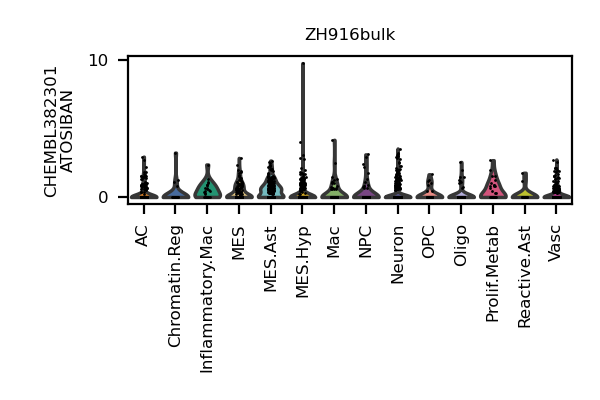 ZH916bulk
CHEMBL382301
ATOSIBAN
10
0
AC
Chromatin.Reg
Inflammatory.Mac
MES
MES.Ast
MES.Hyp
Mac
NPC
Neuron
OPC
Oligo
Prolif.Metab
Reactive.Ast
Vasc